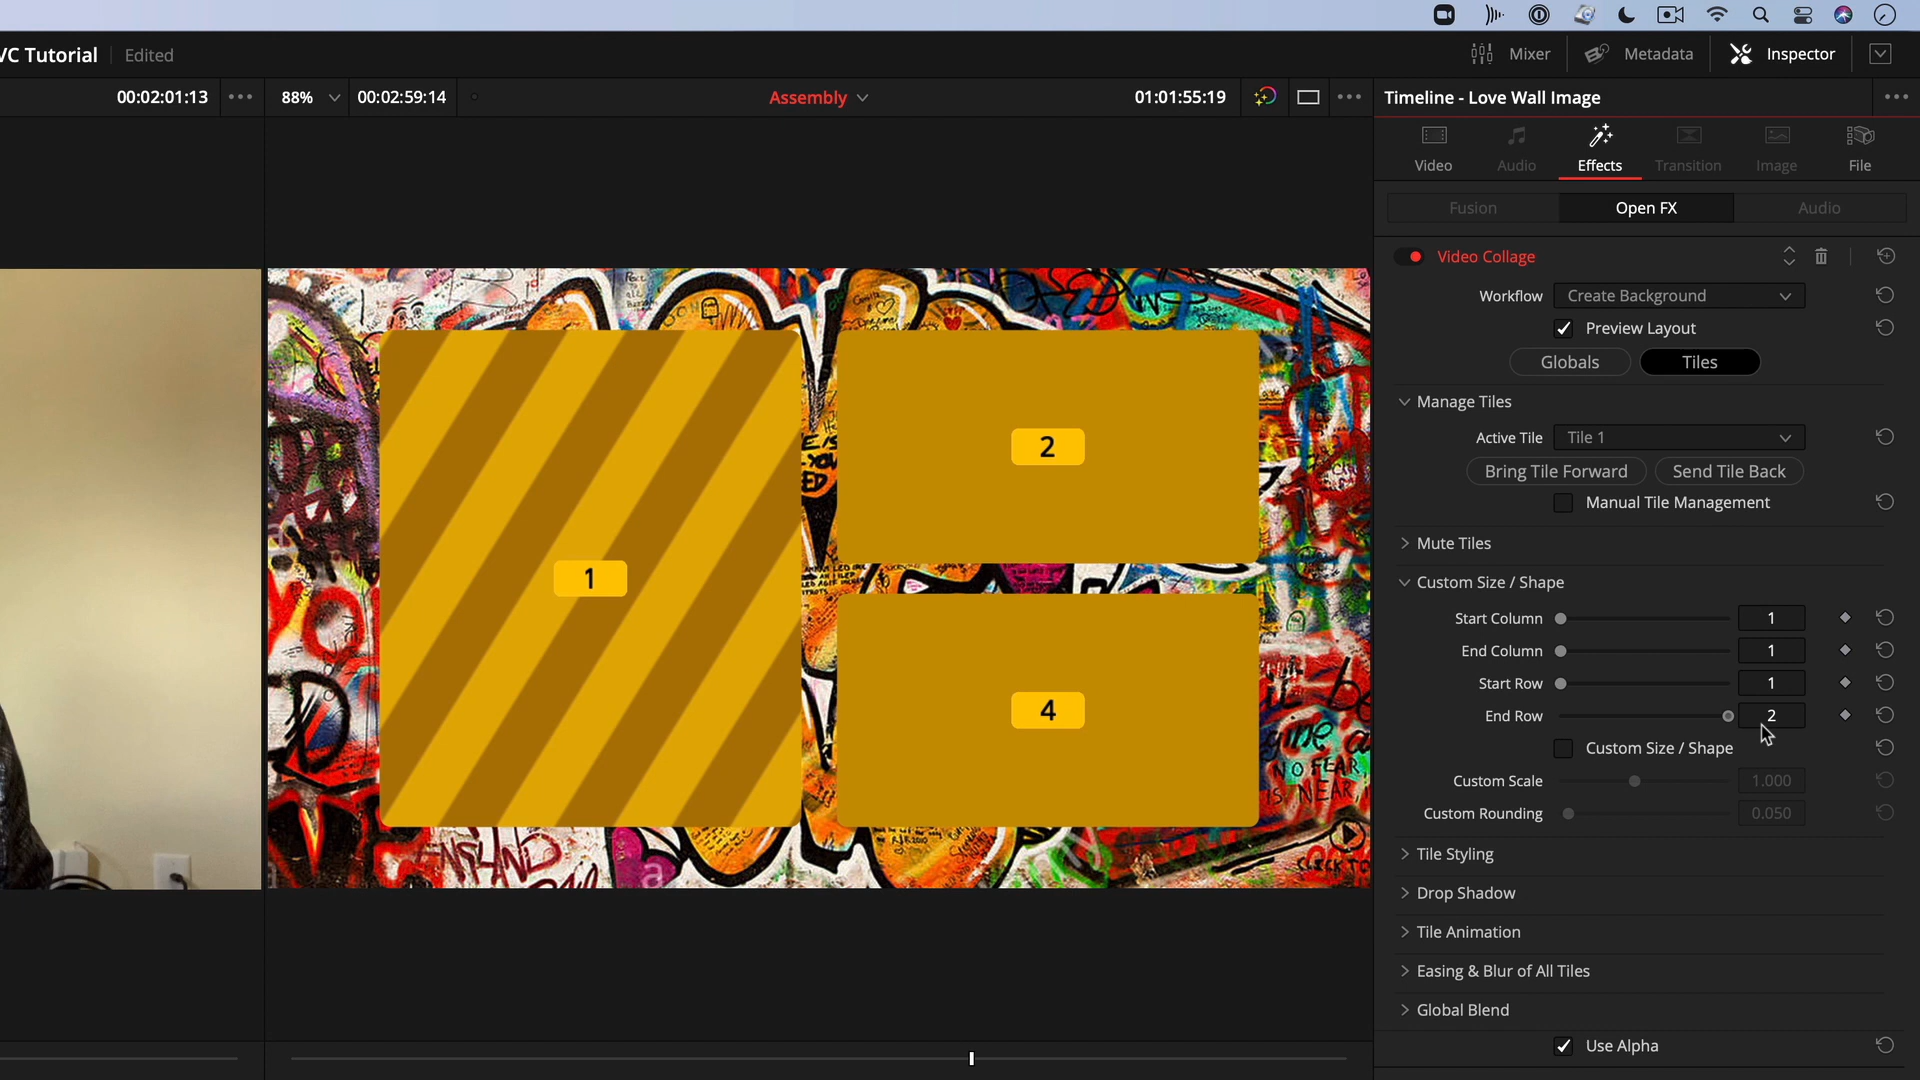 VC Tutorial Edited
Mixer Metadata Inspector
00:02:01:13 88% 00:02:59:14 Assembly 01:01:55:19 Timeline - Love Wall Image
Video Audio Effects Transition Image File
Fusion Open FX Audio
Video Collage
Workflow Create Background
Preview Layout
Globals Tiles
Manage Tiles
Active Tile Tile 1
Bring Tile Forward Send Tile Back
Manual Tile Management
Mute Tiles
Custom Size / Shape
Start Column 1
End Column 1
Start Row 1
End Row 2
Custom Size / Shape
Custom Scale 1.000
Custom Rounding 0.050
Tile Styling
Drop Shadow
Tile Animation
Easing & Blur of All Tiles
Global Blend
Use Alpha
1
2
4
NO FEAR